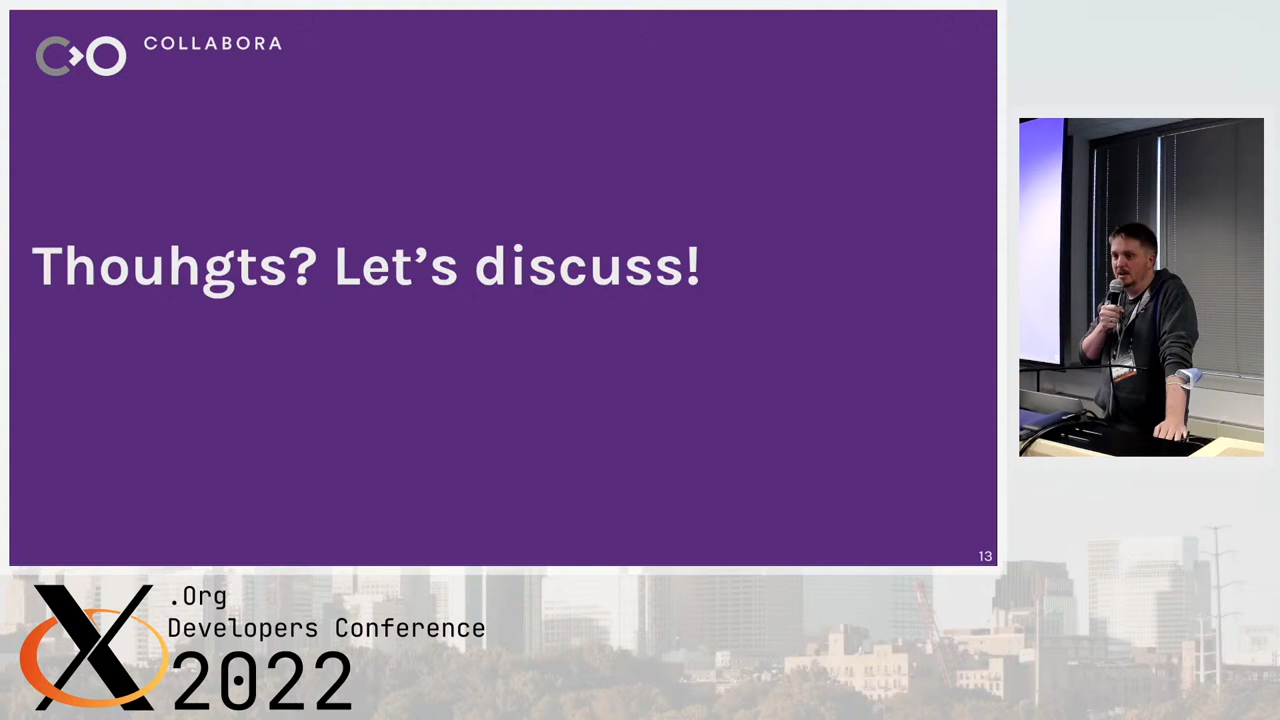 COLLABORA
Thouhgts? Let’s discuss!
13
.Org
Developers Conference
X
2022